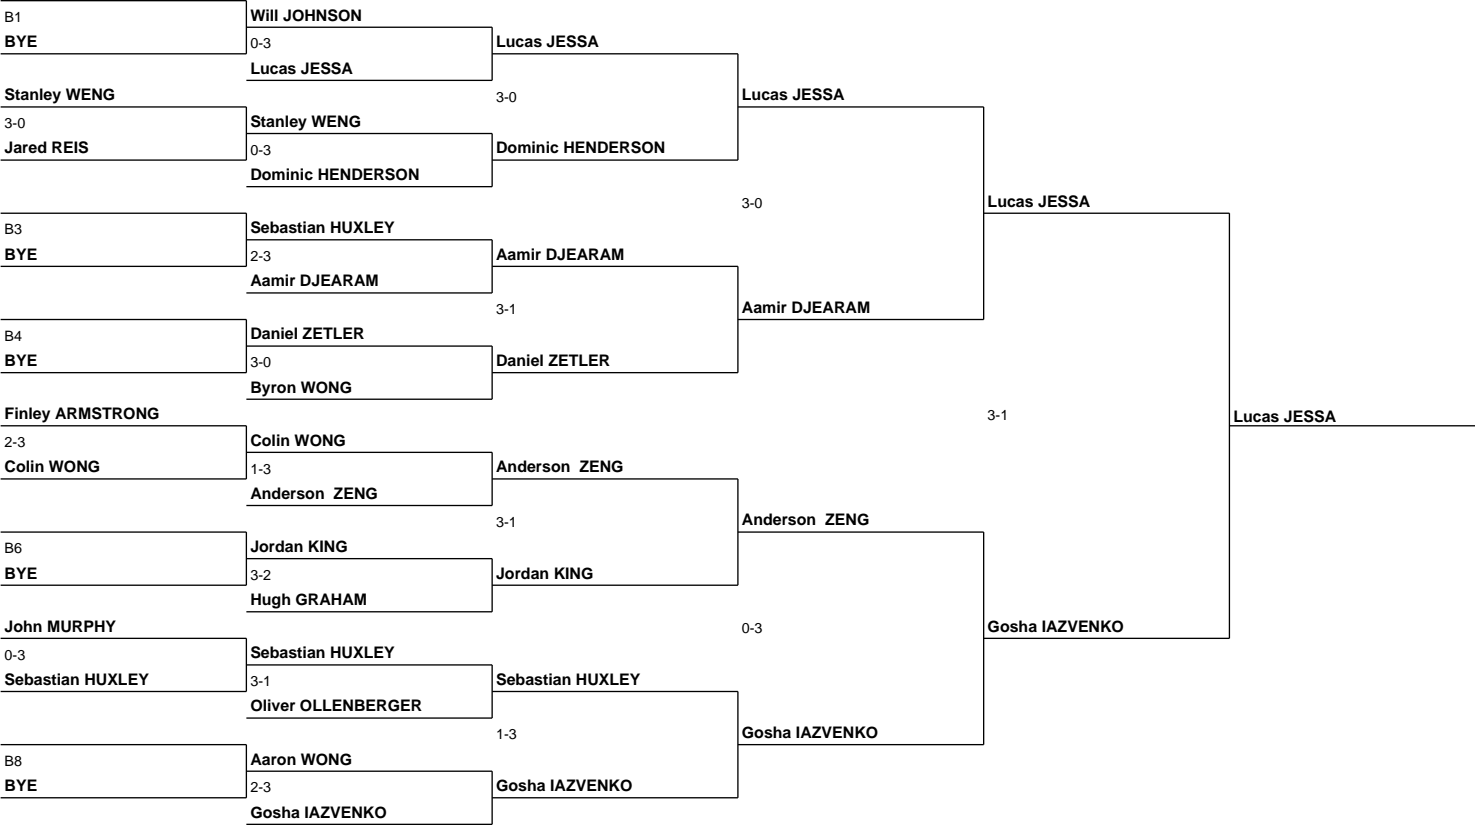 B1
BYE
Stanley WENG
3-0
Jared REIS
B3
BYE
B4
BYE
Finley ARMSTRONG
2-3
Colin WONG
B6
BYE
John MURPHY
0-3
Sebastian HUXLEY
B8
BYE
Will JOHNSON
0-3
Lucas JESSA
Stanley WENG
0-3
Dominic HENDERSON
Sebastian HUXLEY
2-3
Aamir DJEARAM
Daniel ZETLER
3-0
Byron WONG
Colin WONG
1-3
Anderson  ZENG
Jordan KING
3-2
Hugh GRAHAM
Sebastian HUXLEY
3-1
Oliver OLLENBERGER
Aaron WONG
2-3
Gosha IAZVENKO
Lucas JESSA
3-0
Dominic HENDERSON
Aamir DJEARAM
3-1
Daniel ZETLER
Anderson  ZENG
3-1
Jordan KING
Sebastian HUXLEY
1-3
Gosha IAZVENKO
Lucas JESSA
3-0
Aamir DJEARAM
Anderson  ZENG
0-3
Gosha IAZVENKO
Lucas JESSA
3-1
Gosha IAZVENKO
Lucas JESSA